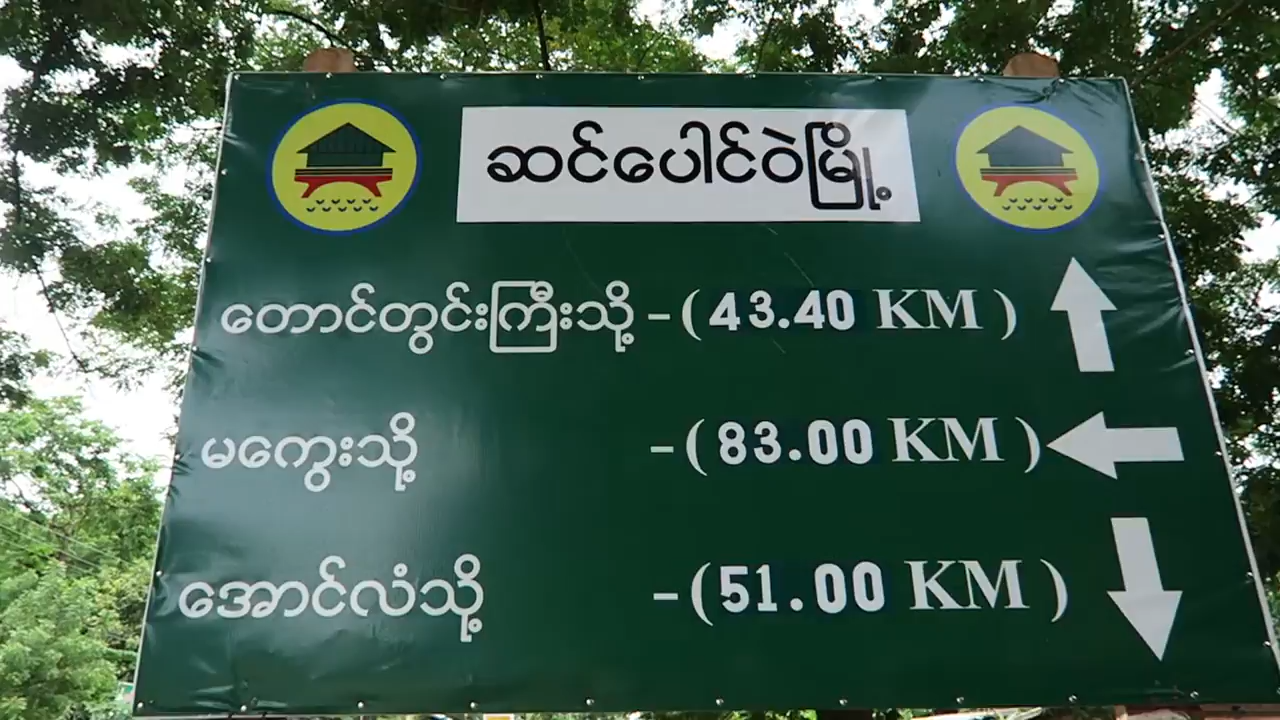 ဆင်ပေါင်ဝဲမြို့
တောင်တွင်းကြီးသို့ - ( 43.40 KM )
မကွေးသို့ - ( 83.00 KM )
အောင်လံသို့ - ( 51.00 KM )